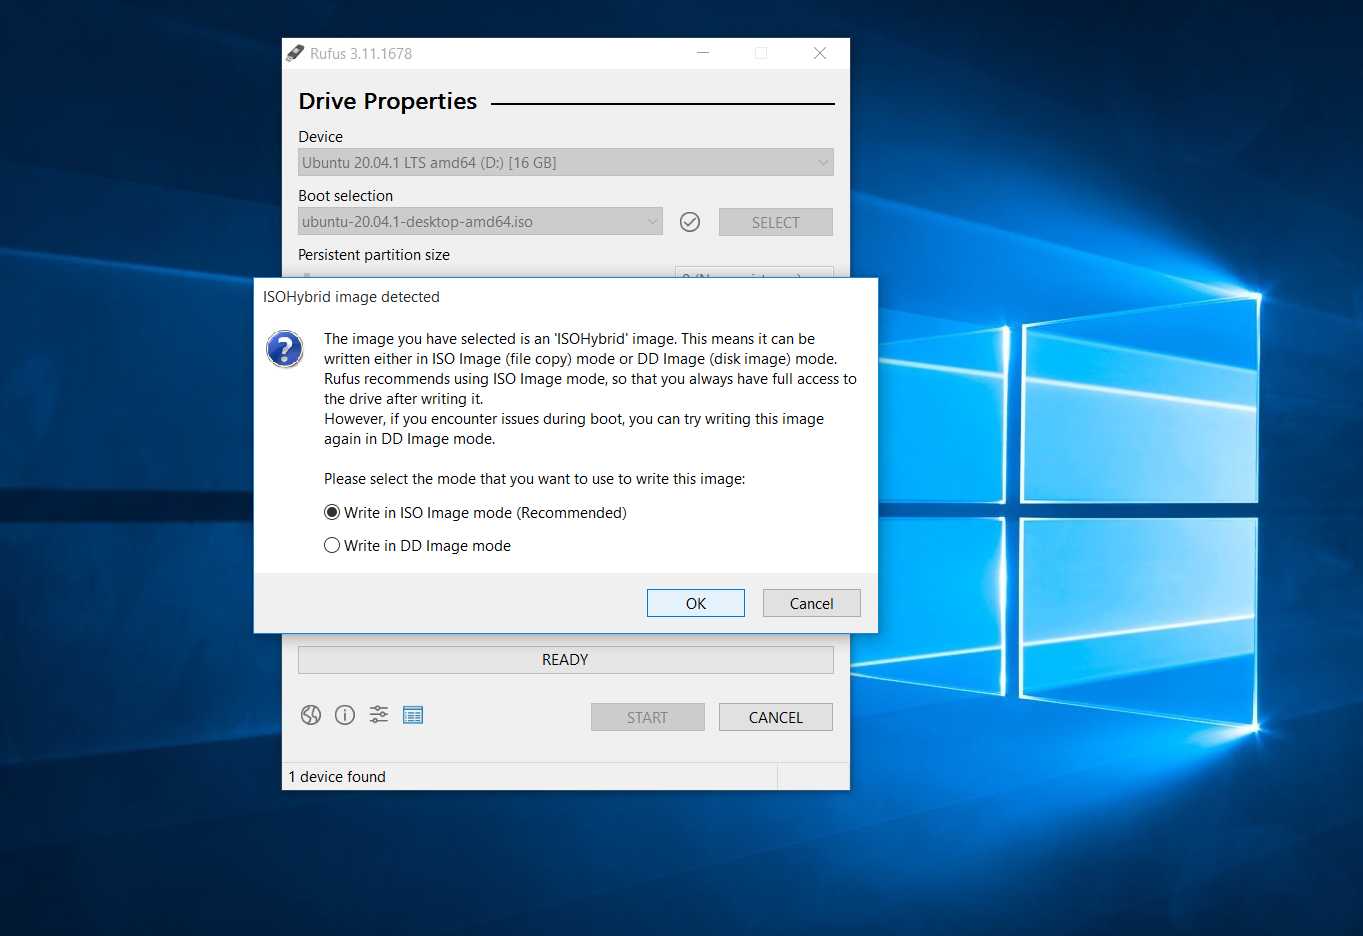 Rufus 3.11.1678
Drive Properties
Device
Ubuntu 20.04.1 LTS amd64 (D:) [16 GB]
Boot selection
ubuntu-20.04.1-desktop-amd64.iso
SELECT
Persistent partition size
ISOHybrid image detected
The image you have selected is an 'ISOHybrid' image. This means it can be
written either in ISO Image (file copy) mode or DD Image (disk image) mode.
Rufus recommends using ISO Image mode, so that you always have full access to
the drive after writing it.
However, if you encounter issues during boot, you can try writing this image
again in DD Image mode.
Please select the mode that you want to use to write this image:
Write in ISO Image mode (Recommended)
Write in DD Image mode
OK
Cancel
READY
START
CANCEL
1 device found